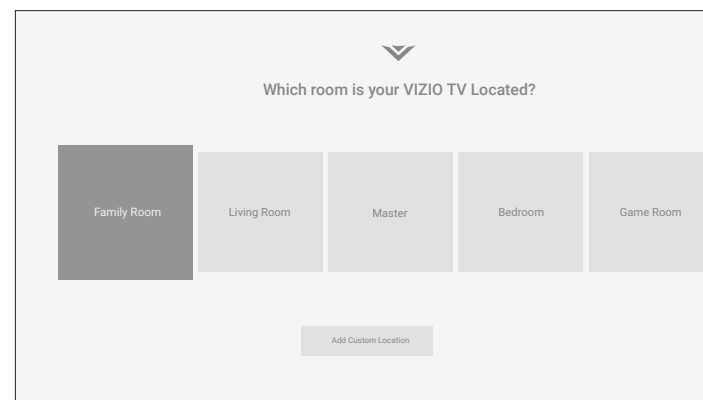 Which room is your VIZIO TV Located?
Family Room
Living Room
Master
Bedroom
Game Room
Add Custom Location